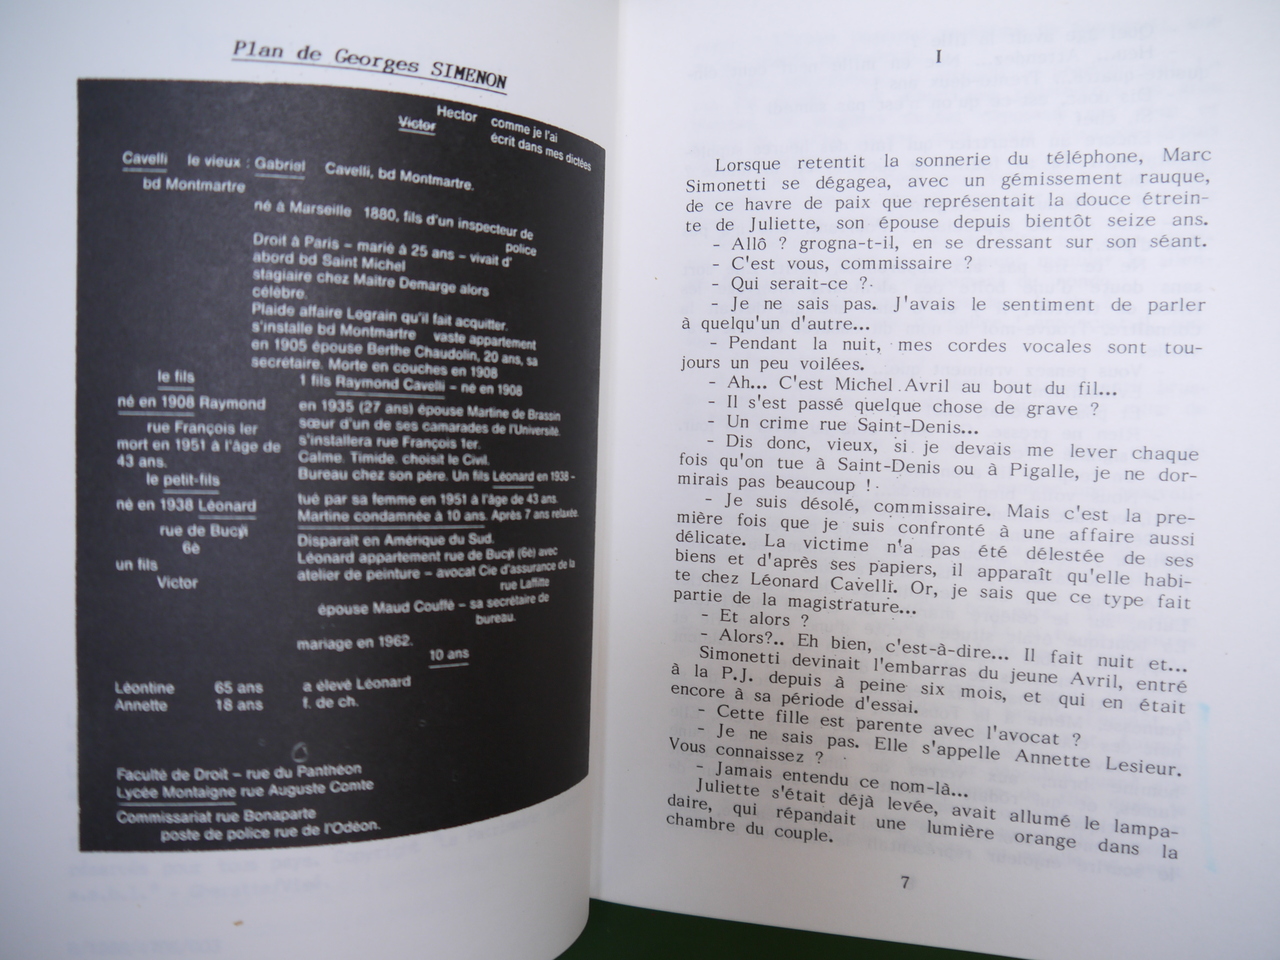 Plan de Georges SIMENON
Hector comme je l'ai
Victor écrit dans mes dictées
Cavelli le vieux : Gabriel Cavelli, bd Montmartre.
bd Montmartre
né à Marseille 1880, fils d'un inspecteur de
police
Droit à Paris – marié à 25 ans – vivait d'
abord bd Saint Michel
stagiaire chez Maître Demarge alors
célèbre.
Plaide affaire Legrain qu'il fait acquitter.
s'installe bd Montmartre vaste appartement
en 1905 épouse Berthe Chaudolin, 20 ans, sa
secrétaire. Morte en couches en 1908
le fils
1 fils Raymond Cavelli – né en 1908
né en 1908 Raymond
en 1935 (27 ans) épouse Martine de Brassin
rue François Ier
sœur d'un de ses camarades de l'Université.
mort en 1951 à l'âge de
s'installera rue François 1er.
43 ans.
Calme. Timide. choisit le Civil.
le petit-fils
Bureau chez son père. Un fils Léonard en 1938 -
né en 1938 Léonard
tué par sa femme en 1951 à l'âge de 43 ans.
Martine condamnée à 10 ans. Après 7 ans relaxée.
rue de Bucji
Disparait en Amérique du Sud.
6è
Léonard appartement rue de Bucji (6e) avec
un fils
atelier de peinture – avocat Cie d'assurance de la
Victor
rue Laffitte
épouse Maud Couffé – sa secrétaire de
bureau.
mariage en 1962.
10 ans
Léontine 65 ans a élevé Léonard
Annette 18 ans f. de ch.
Faculté de Droit – rue du Panthéon
Lycée Montaigne rue Auguste Comte
Commissariat rue Bonaparte
poste de police rue de l'Odéon.
I
Lorsque retentit la sonnerie du téléphone, Marc
Simonetti se dégagea, avec un gémissement rauque,
de ce havre de paix que représentait la douce étrein-
te de Juliette, son épouse depuis bientôt seize ans.
- Allô ? grogna-t-il, en se dressant sur son séant.
- C'est vous, commissaire ?
- Qui serait-ce ?
- Je ne sais pas. J'avais le sentiment de parler
à quelqu'un d'autre...
- Pendant la nuit, mes cordes vocales sont tou-
jours un peu voilées.
- Ah... C'est Michel Avril au bout du fil...
- Il s'est passé quelque chose de grave ?
- Un crime rue Saint-Denis...
- Dis donc, vieux, si je devais me lever chaque
fois qu'on tue à Saint-Denis ou à Pigalle, je ne dor-
mirais pas beaucoup !
- Je suis désolé, commissaire. Mais c'est la pre-
mière fois que je suis confronté à une affaire aussi
délicate. La victime n'a pas été délestée de ses
biens et d'après ses papiers, il apparaît qu'elle habi-
te chez Léonard Cavelli. Or, je sais que ce type fait
partie de la magistrature...
- Et alors ?
- Alors?.. Eh bien, c'est-à-dire... Il fait nuit et...
Simonetti devinait l'embarras du jeune Avril, entré
à la P.J. depuis à peine six mois, et qui en était
encore à sa période d'essai.
- Cette fille est parente avec l'avocat ?
- Je ne sais pas. Elle s'appelle Annette Lesieur.
Vous connaissez ?
- Jamais entendu ce nom-là...
Juliette s'était déjà levée, avait allumé le lampa-
daire, qui répandait une lumière orange dans la
chambre du couple.
7